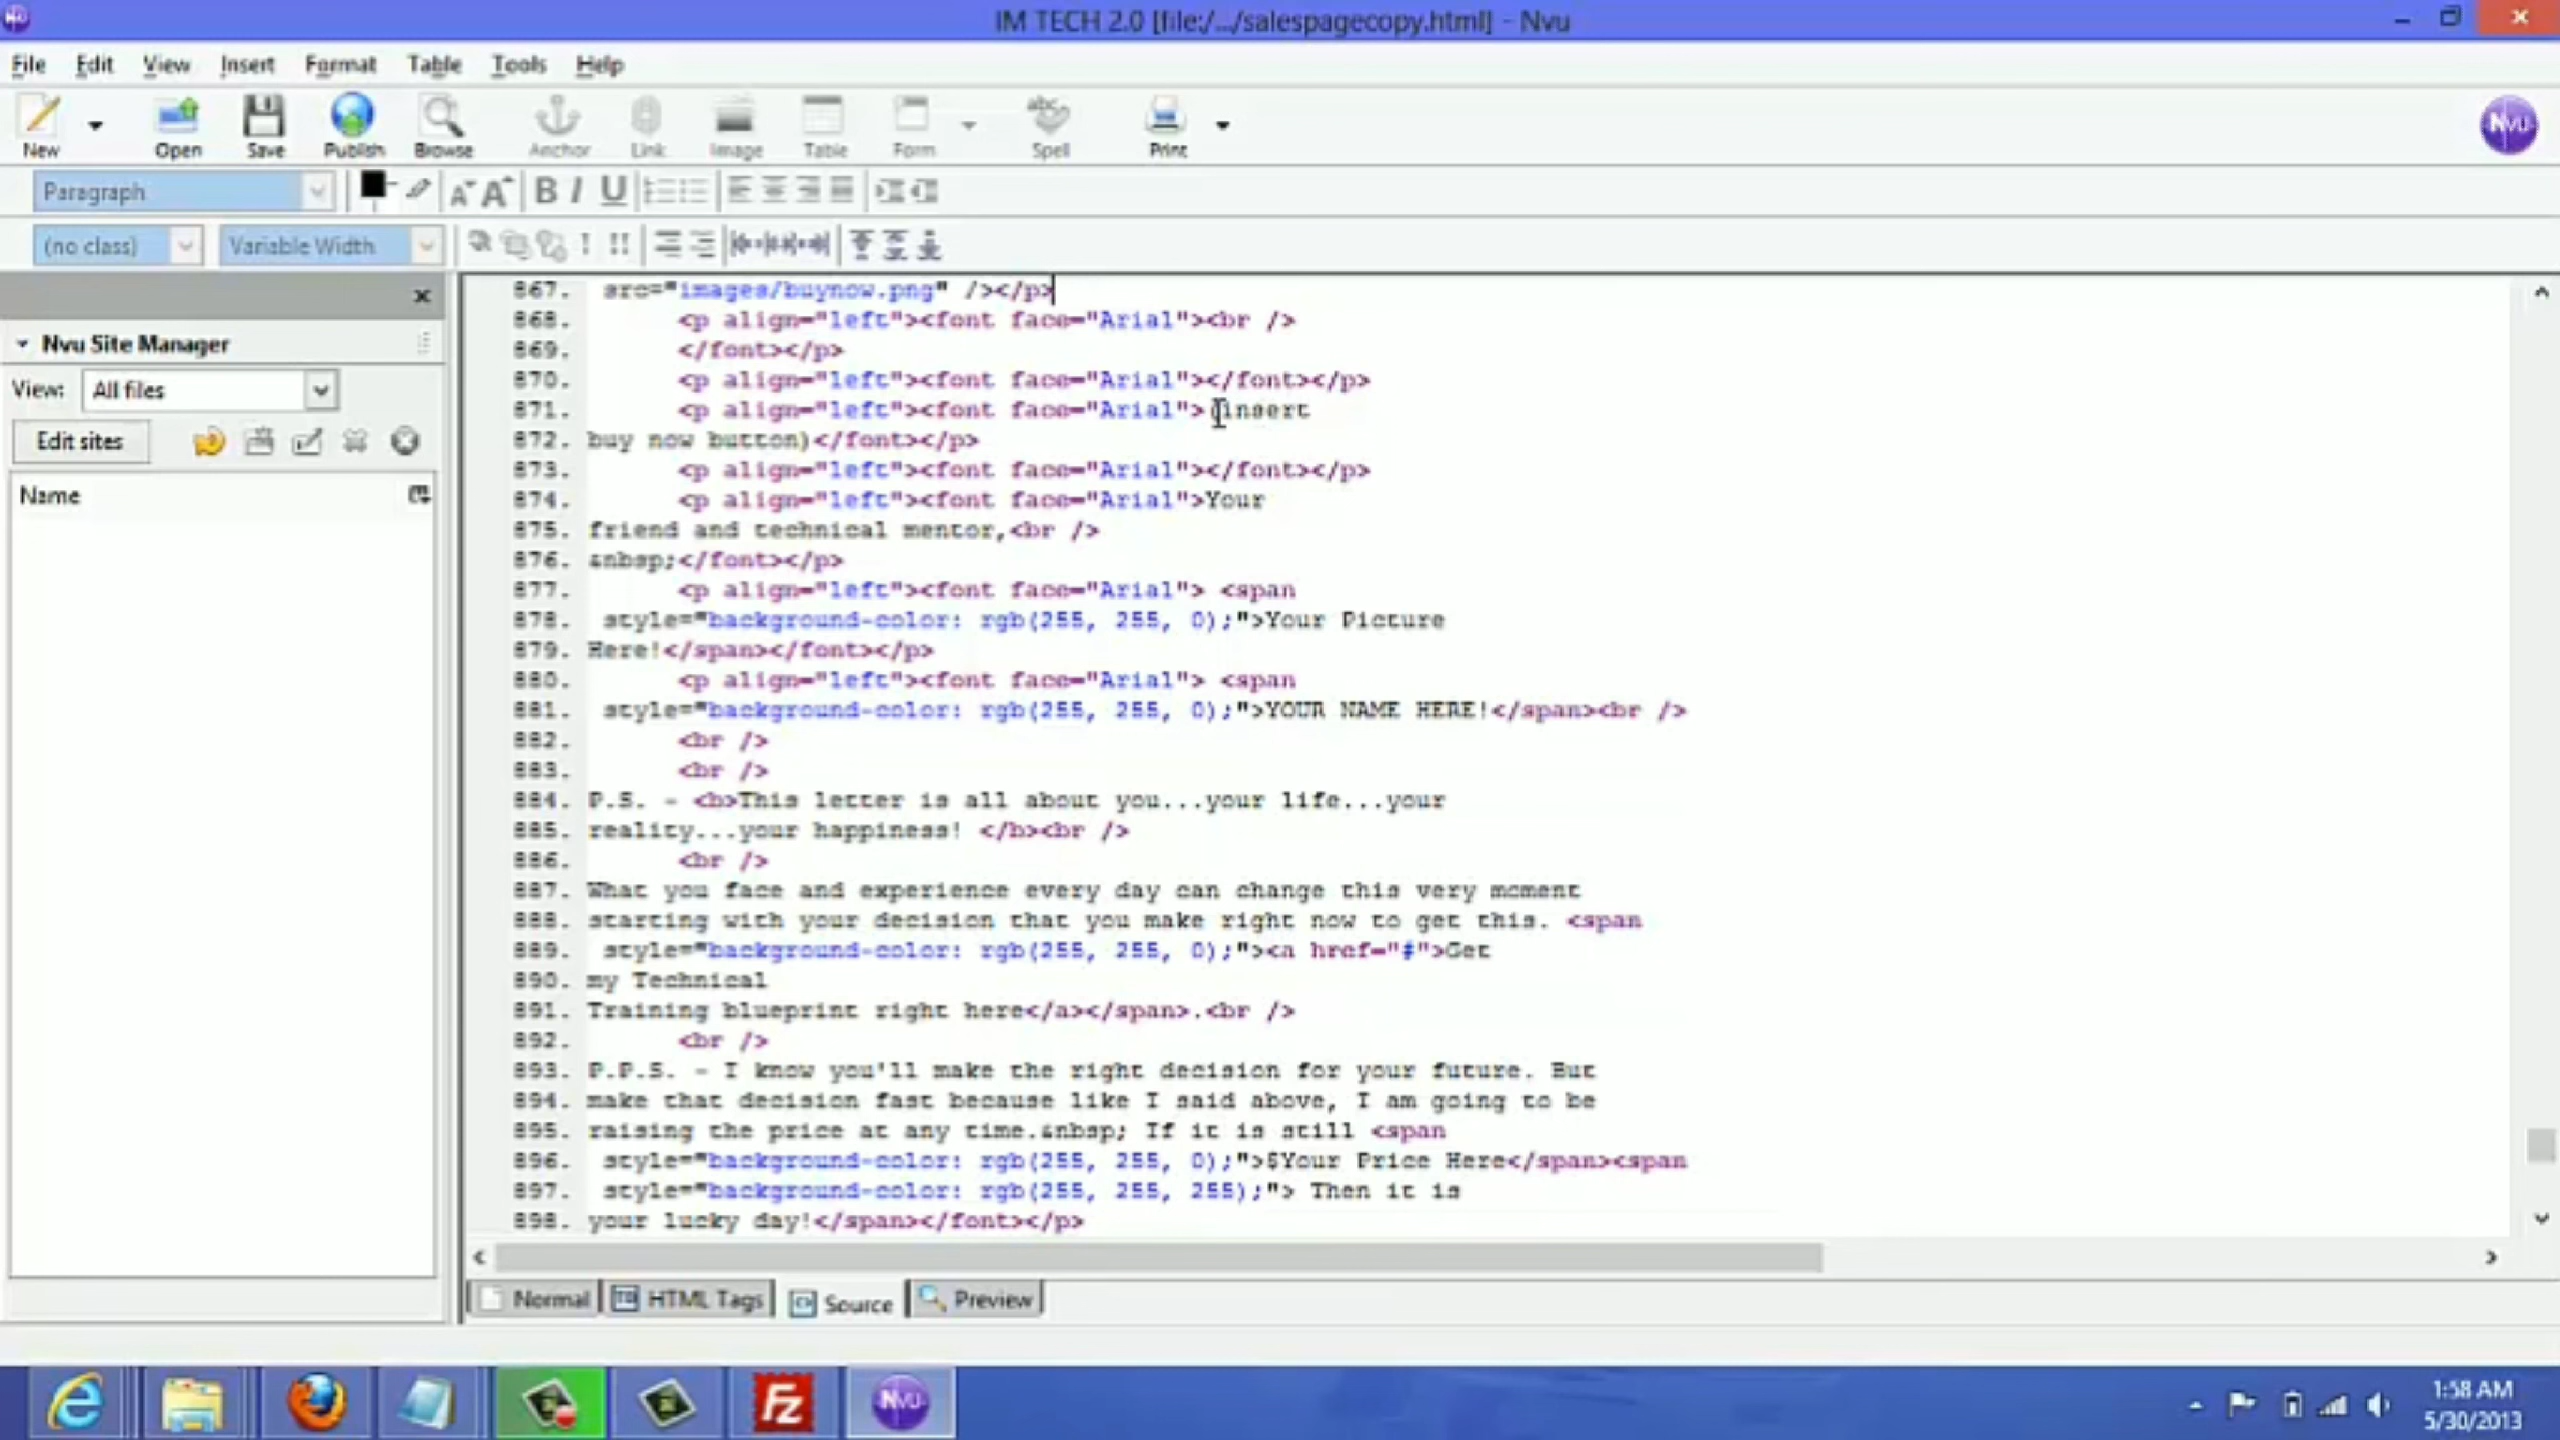 IM TECH 2.0 [file:/.../salespagecopy.html] - Nvu
File Edit View Insert Format Table Tools Help
New Open Save Publish Browse Anchor Link Image Table Form Spell Print
Nvu
Paragraph
B I U
(no class) Variable Width
Nvu Site Manager
View: All files
Edit sites
Name
867. src="images/buynow.png" /></p>
868. <p align="left"><font face="Arial"><br />
869. </font></p>
870. <p align="left"><font face="Arial"></font></p>
871. <p align="left"><font face="Arial">(insert
872. buy now button)</font></p>
873. <p align="left"><font face="Arial"></font></p>
874. <p align="left"><font face="Arial">Your
875. friend and technical mentor,<br />
876. &nbsp;</font></p>
877. <p align="left"><font face="Arial"> <span
878. style="background-color: rgb(255, 255, 0);">Your Picture
879. Here!</span></font></p>
880. <p align="left"><font face="Arial"> <span
881. style="background-color: rgb(255, 255, 0);">YOUR NAME HERE!</span><br />
882. <br />
883. <br />
884. P.S. - <b>This letter is all about you...your life...your
885. reality...your happiness! </b><br />
886. <br />
887. What you face and experience every day can change this very moment
888. starting with your decision that you make right now to get this. <span
889. style="background-color: rgb(255, 255, 0);"><a href="#">Get
890. my Technical
891. Training blueprint right here</a></span>.<br />
892. <br />
893. P.P.S. - I know you'll make the right decision for your future. But
894. make that decision fast because like I said above, I am going to be
895. raising the price at any time.&nbsp; If it is still <span
896. style="background-color: rgb(255, 255, 0);">$Your Price Here</span><span
897. style="background-color: rgb(255, 255, 255);"> Then it is
898. your lucky day!</span></font></p>
Normal HTML Tags Source Preview
1:58 AM
5/30/2013